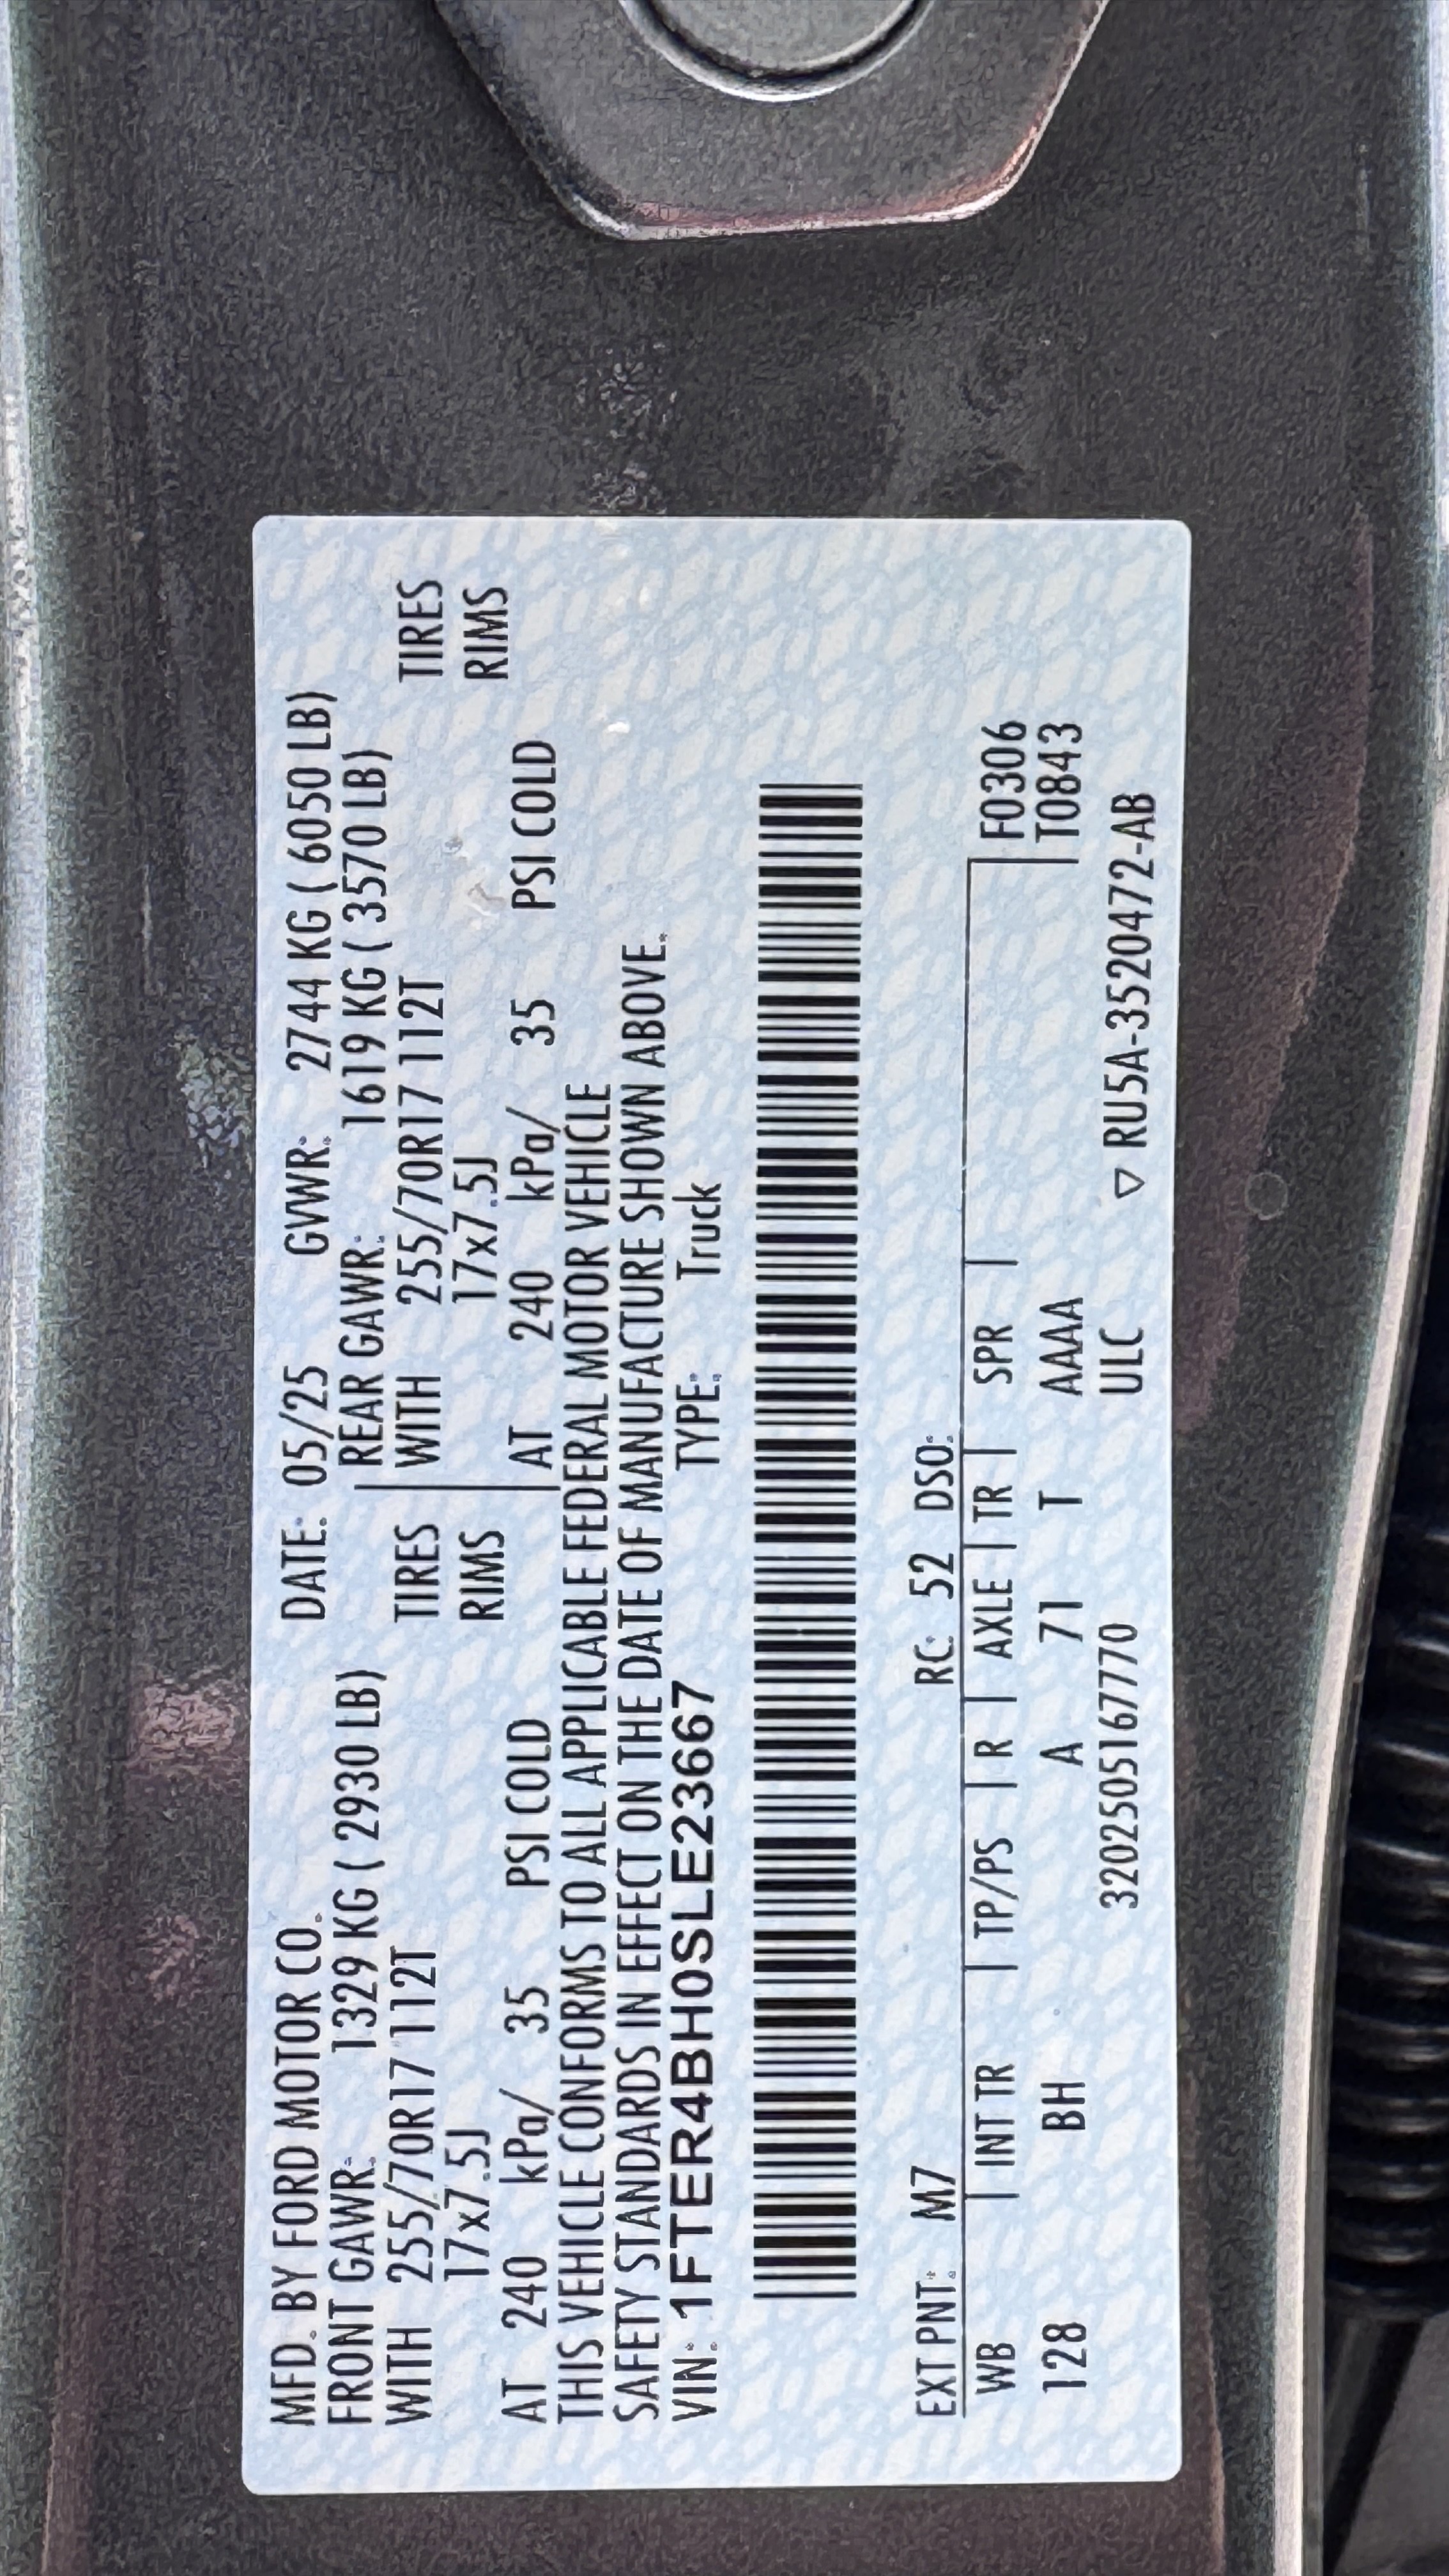 MFD. BY FORD MOTOR CO. DATE: 05/25 GVWR: 2744 KG ( 6050 LB)
FRONT GAWR: 1329 KG ( 2930 LB) REAR GAWR: 1619 KG ( 3570 LB)
WITH 255/70R17 112T TIRES WITH 255/70R17 112T TIRES
17x7.5J RIMS 17x7.5J RIMS
AT 240 kPa/ 35 PSI COLD AT 240 kPa/ 35 PSI COLD
THIS VEHICLE CONFORMS TO ALL APPLICABLE FEDERAL MOTOR VEHICLE
SAFETY STANDARDS IN EFFECT ON THE DATE OF MANUFACTURE SHOWN ABOVE.
VIN: 1FTER4BH0SLE23667 TYPE: Truck
EXT PNT: M7 RC: 52 DSO:
WB INT TR TP/PS R AXLE TR SPR F0306
128 BH A 71 T AAAA T0843
320250516770 ULC ▽ RU5A-3520472-AB